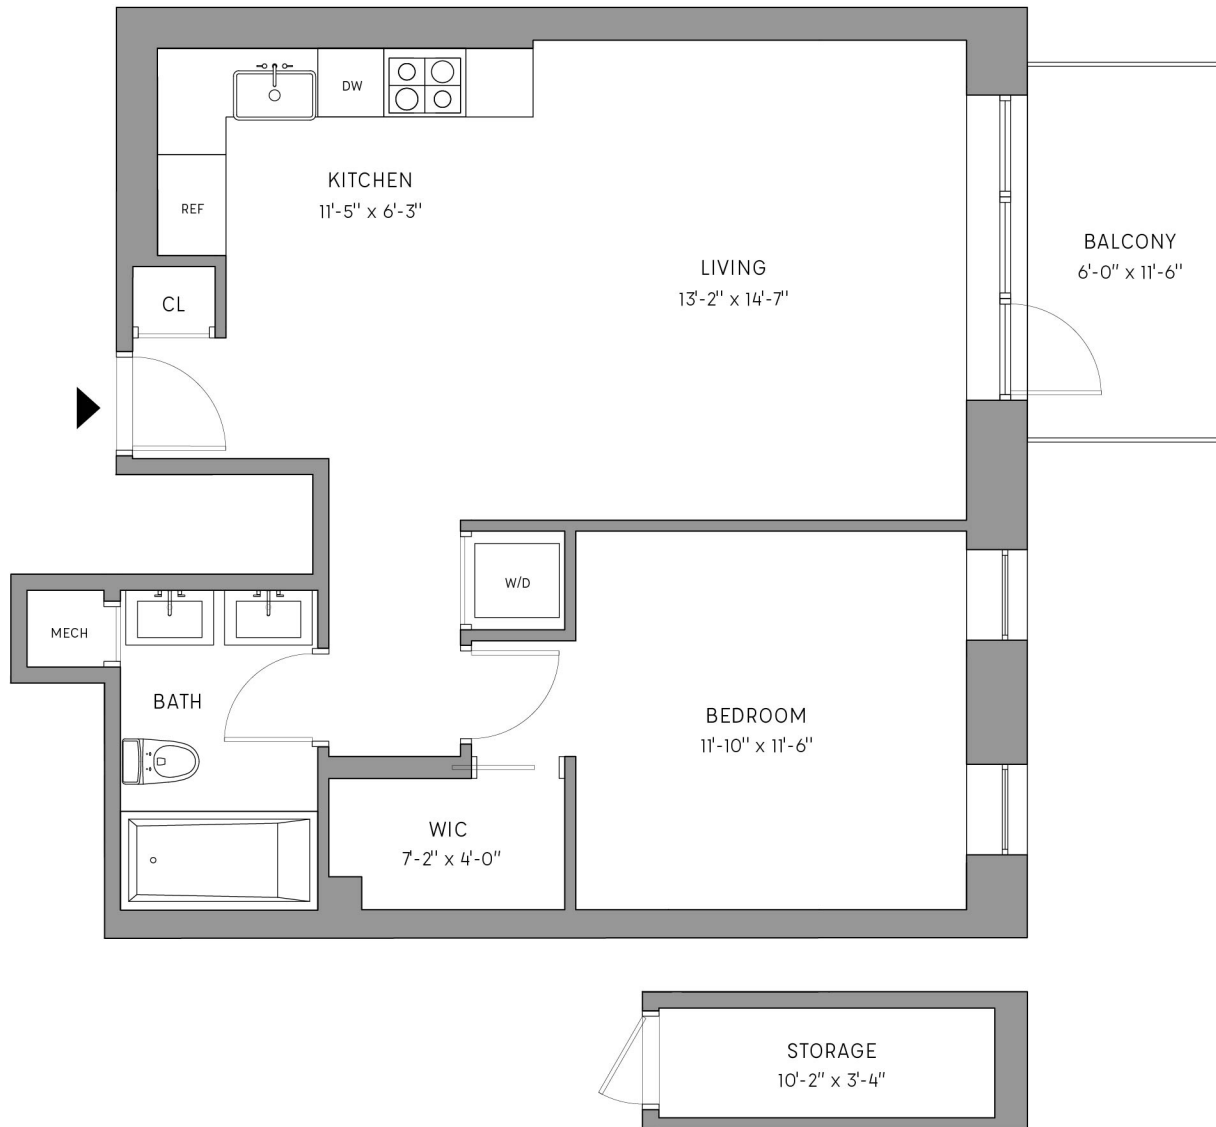 DW
KITCHEN
11'-5" x 6'-3"
REF
LIVING
13'-2" x 14'-7"
BALCONY
6'-0" x 11'-6"
CL
W/D
MECH
BATH
BEDROOM
11'-10" x 11'-6"
WIC
7'-2" x 4'-0"
STORAGE
10'-2" x 3'-4"